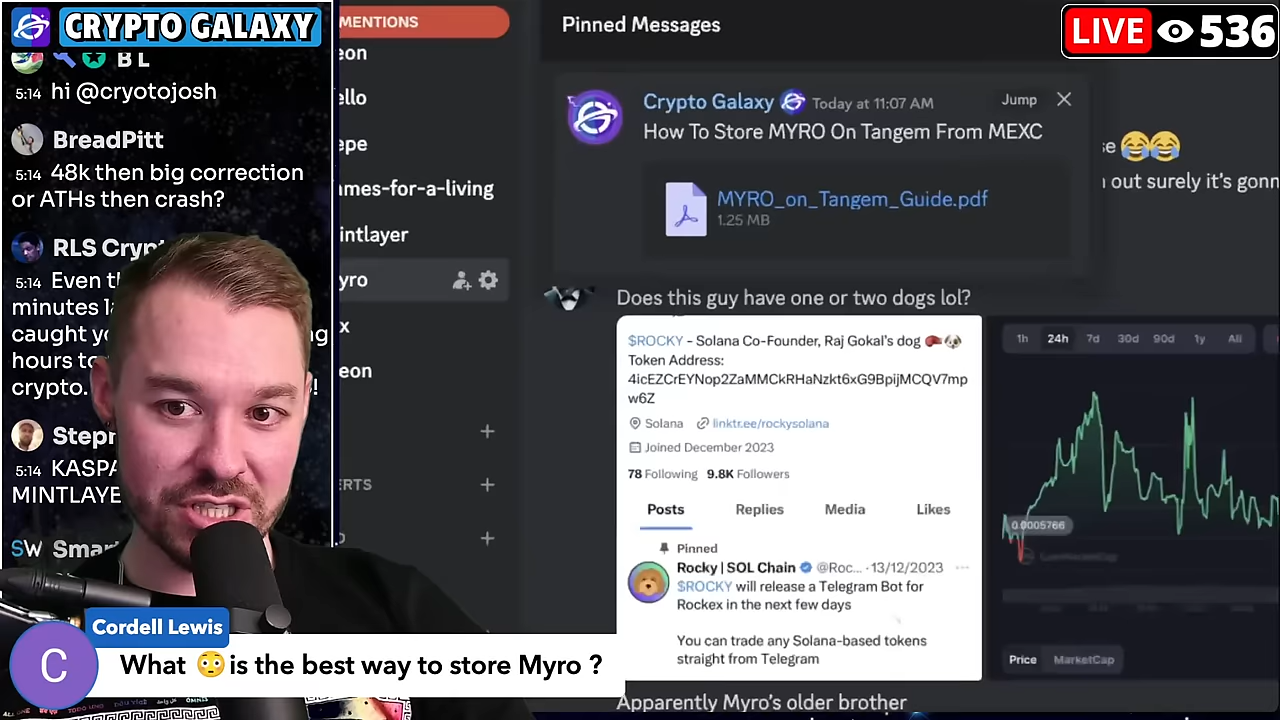 CRYPTO GALAXY
B L
5:14 hi @cryotojosh
BreadPitt
5:14 48k then big correction
or ATHs then crash?
RLS Crypt
5:14 Even
minutes
caught
hours to
crypto. !
5:14 KASPA
MINTLAYE
SW Smar
MENTIONS
eon
ello
epe
ames-for-a-living
intlayer
yro
x
eon
ERTS
Pinned Messages
LIVE 536
Crypto Galaxy Today at 11:07 AM Jump
How To Store MYRO On Tangem From MEXC
MYRO_on_Tangem_Guide.pdf
1.25 MB
se 😂😂
out surely it's gonn
Does this guy have one or two dogs lol?
$ROCKY - Solana Co-Founder, Raj Gokal's dog 🥊🐶
Token Address:
4icEZCrEYNop2ZaMMCkRHaNzkt6xG9BpijMCQV7mp
w6Z
Solana linktr.ee/rockysolana
Joined December 2023
78 Following 9.8K Followers
Posts Replies Media Likes
Pinned
Rocky | SOL Chain @Roc... · 13/12/2023 ...
$ROCKY will release a Telegram Bot for
Rockex in the next few days
You can trade any Solana-based tokens
straight from Telegram
1h 24h 7d 30d 90d 1y All
0.0005766
CoinMarketCap
Price MarketCap
Apparently Myro's older brother
Cordell Lewis
C
What 😳 is the best way to store Myro ?